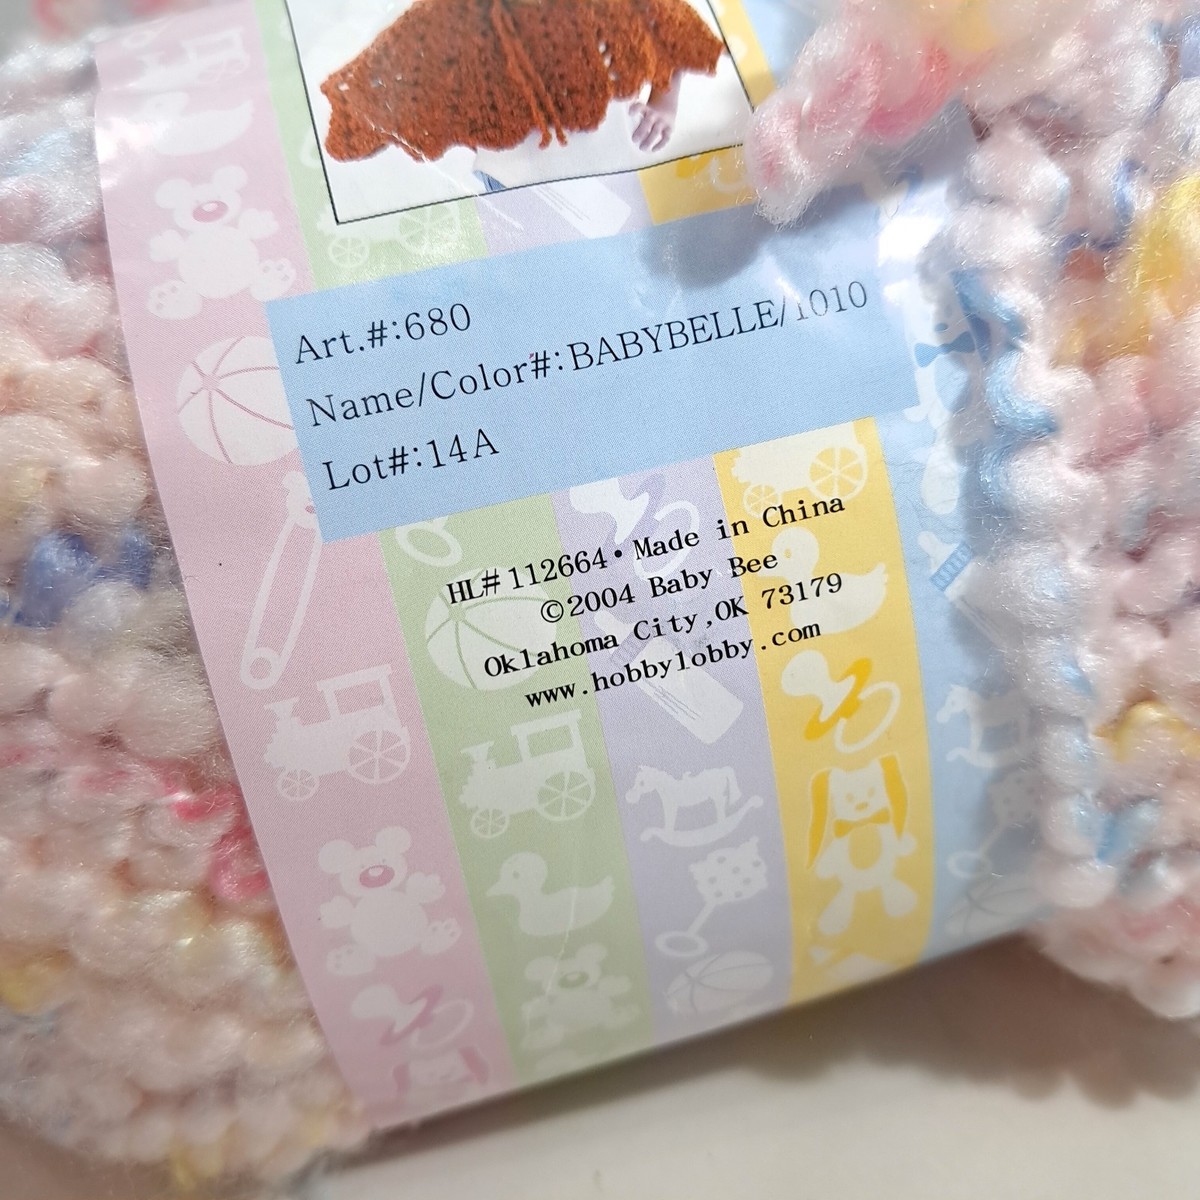 Art.#:680
Name/Color#:BABYBELLE/1010
Lot#:14A
HL# 112664 • Made in China
©2004 Baby Bee
Oklahoma City,OK 73179
www.hobbylobby.com